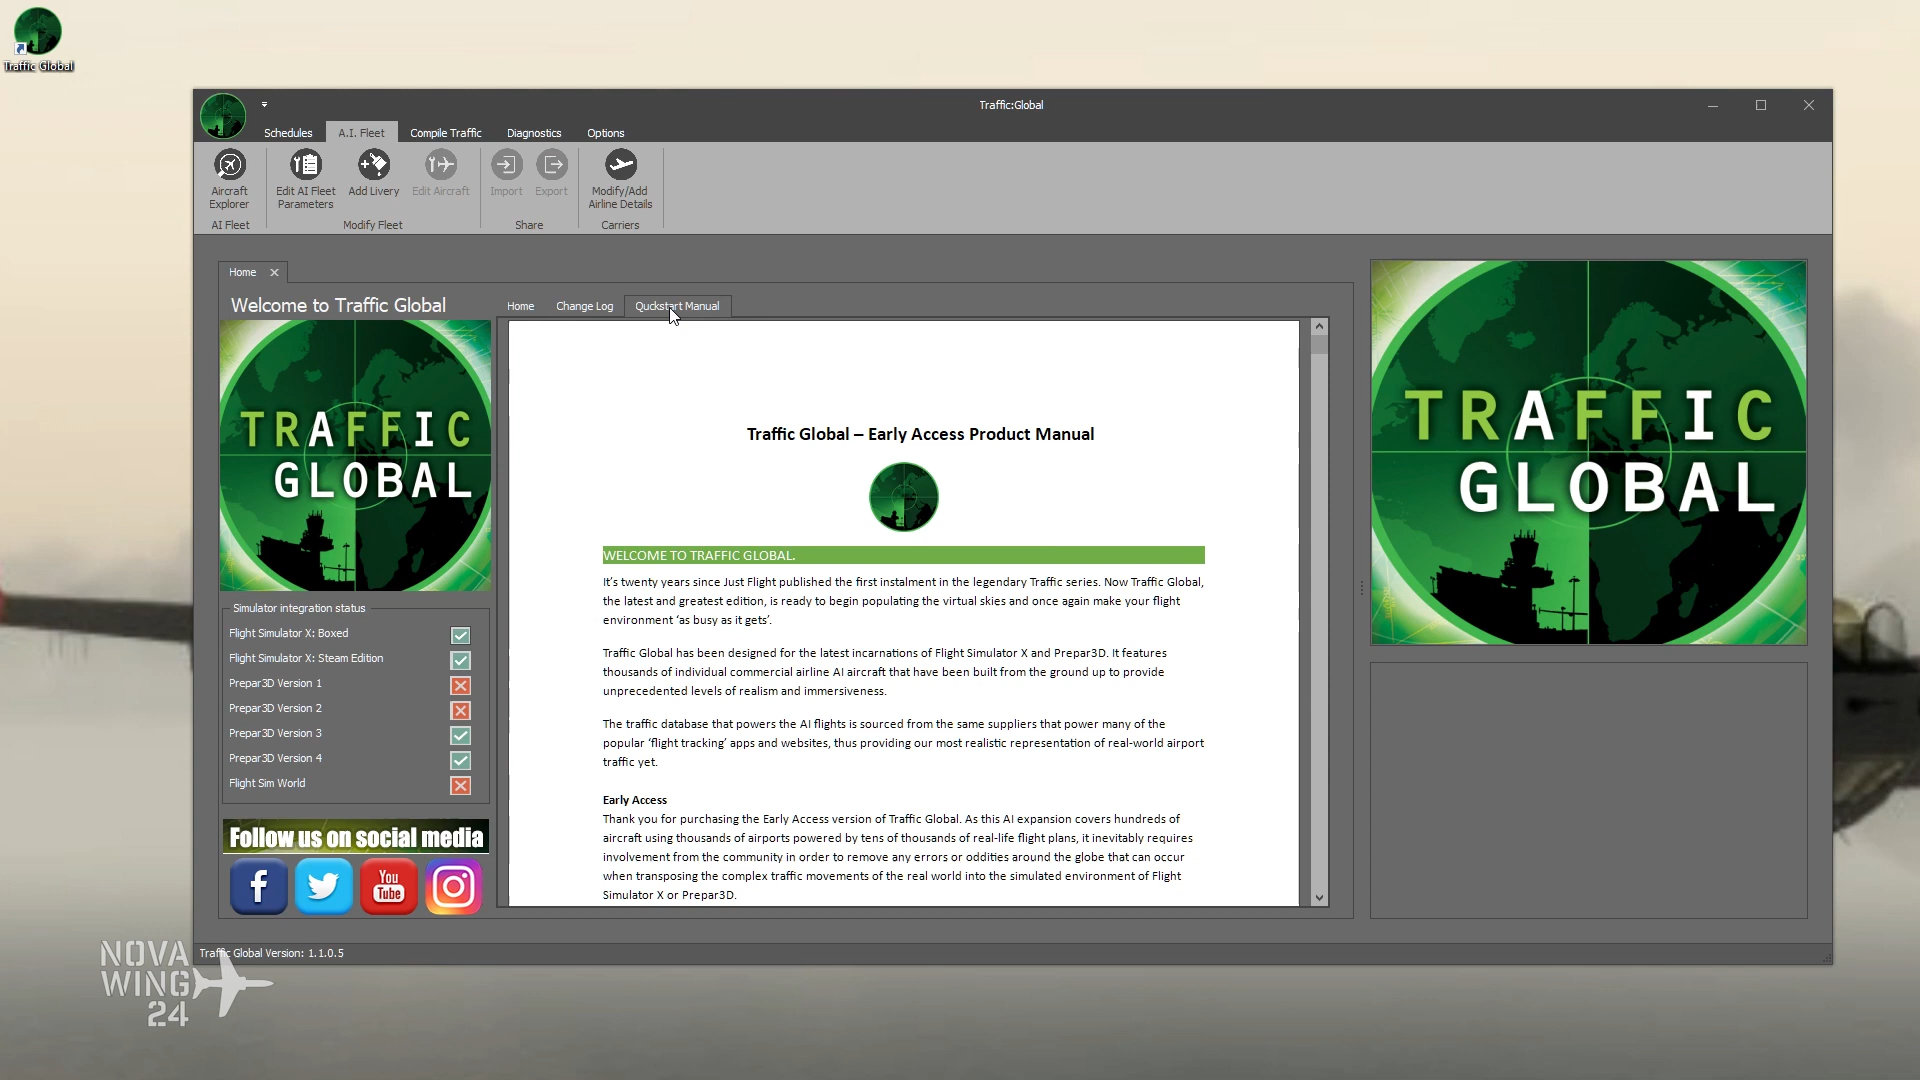 Traffic Global
Traffic:Global
Schedules
A.I. Fleet
Compile Traffic
Diagnostics
Options
Aircraft
Explorer
Edit AI Fleet
Parameters
Add Livery
Edit Aircraft
Import
Export
Modify/Add
Airline Details
AI Fleet
Modify Fleet
Share
Carriers
Home
Welcome to Traffic Global
TRAFFIC
GLOBAL
Simulator integration status
Flight Simulator X: Boxed
Flight Simulator X: Steam Edition
Prepar3D Version 1
Prepar3D Version 2
Prepar3D Version 3
Prepar3D Version 4
Flight Sim World
Follow us on social media
f
You
Tube
Home
Change Log
Quckstart Manual
Traffic Global – Early Access Product Manual
WELCOME TO TRAFFIC GLOBAL.
It’s twenty years since Just Flight published the first instalment in the legendary Traffic series. Now Traffic Global,
the latest and greatest edition, is ready to begin populating the virtual skies and once again make your flight
environment ‘as busy as it gets’.
Traffic Global has been designed for the latest incarnations of Flight Simulator X and Prepar3D. It features
thousands of individual commercial airline AI aircraft that have been built from the ground up to provide
unprecedented levels of realism and immersiveness.
The traffic database that powers the AI flights is sourced from the same suppliers that power many of the
popular ‘flight tracking’ apps and websites, thus providing our most realistic representation of real-world airport
traffic yet.
Early Access
Thank you for purchasing the Early Access version of Traffic Global. As this AI expansion covers hundreds of
aircraft using thousands of airports powered by tens of thousands of real-life flight plans, it inevitably requires
involvement from the community in order to remove any errors or oddities around the globe that can occur
when transposing the complex traffic movements of the real world into the simulated environment of Flight
Simulator X or Prepar3D.
TRAFFIC
GLOBAL
Traffic Global Version: 1.1.0.5
NOVA
WING
24